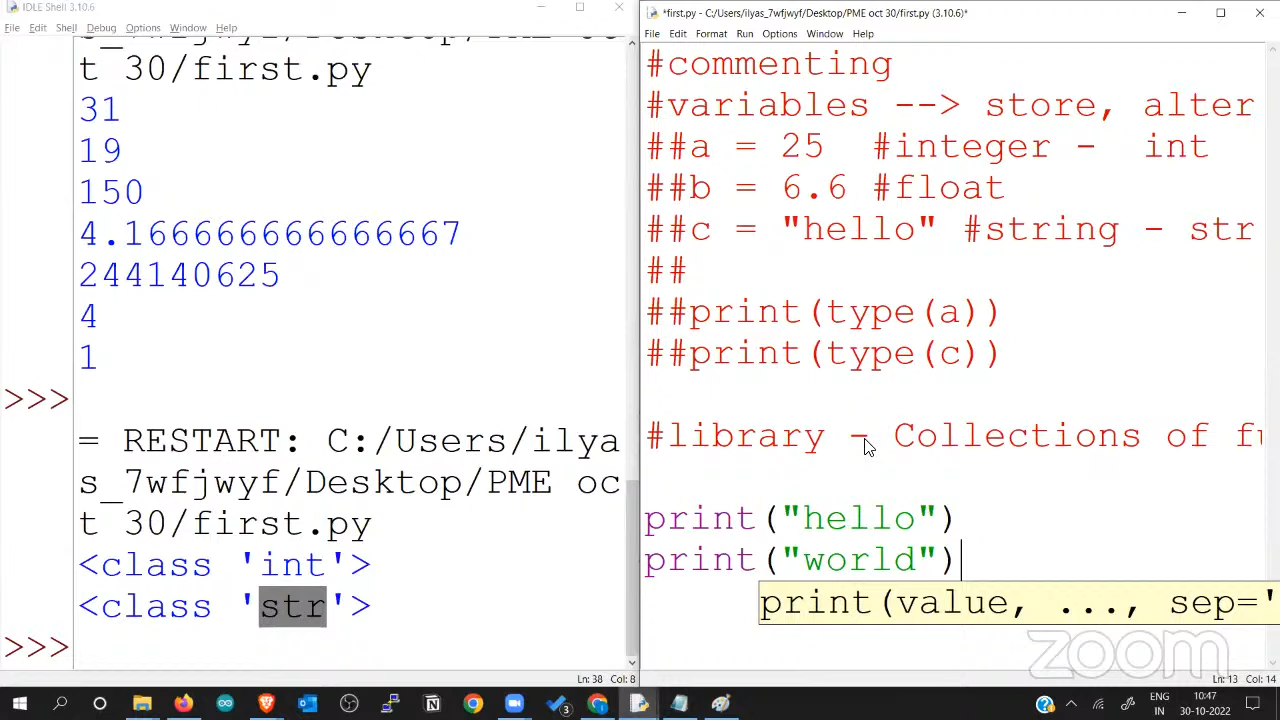 IDLE Shell 3.10.6
File Edit Shell Debug Options Window Help
t 30/first.py
31
19
150
4.166666666666667
244140625
4
1
>>>
= RESTART: C:/Users/ilya
s_7wfjwyf/Desktop/PME oc
t 30/first.py
<class 'int'>
<class 'str'>
>>>
Ln: 38 Col: 8
*first.py - C:/Users/ilyas_7wfjwyf/Desktop/PME oct 30/first.py (3.10.6)*
File Edit Format Run Options Window Help
#commenting
#variables --> store, alter
##a = 25  #integer -  int
##b = 6.6 #float
##c = "hello" #string - str
##
##print(type(a))
##print(type(c))
#library - Collections of fu
print("hello")
print("world")
print(value, ..., sep='
zoom
Ln: 13 Col: 14
ENG
IN
10:47
30-10-2022